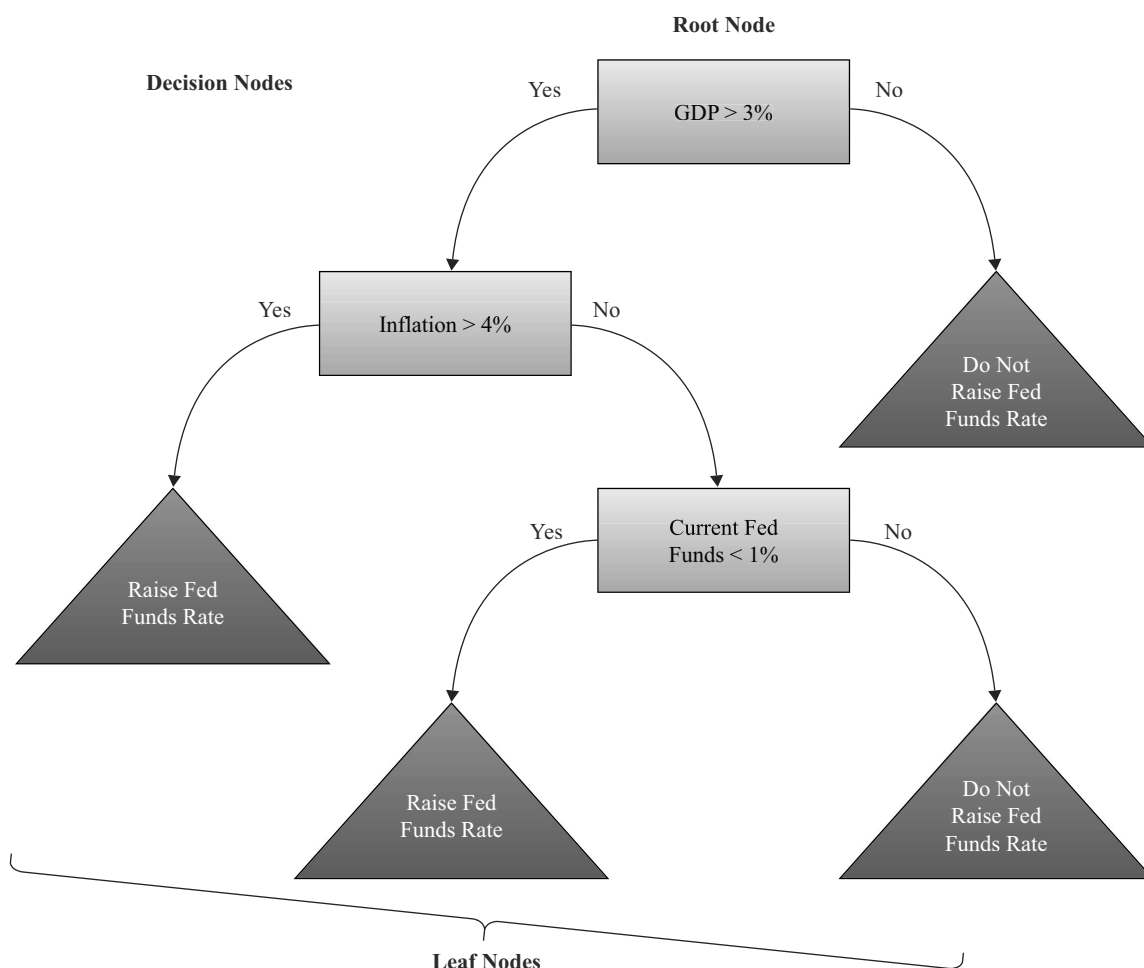 Root Node
Decision Nodes
Yes
GDP > 3%
No
Yes
Inflation > 4%
No
Do Not
Raise Fed
Funds Rate
Yes
Current Fed
Funds < 1%
No
Raise Fed
Funds Rate
Raise Fed
Funds Rate
Do Not
Raise Fed
Funds Rate
Leaf Nodes